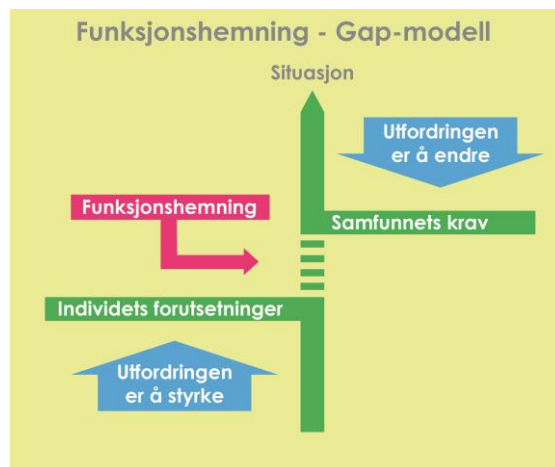 Funksjonshemning - Gap-modell
Situasjon
Utfordringen
er å endre
Funksjonshemning
Samfunnets krav
Individets forutsetninger
Utfordringen
er å styrke